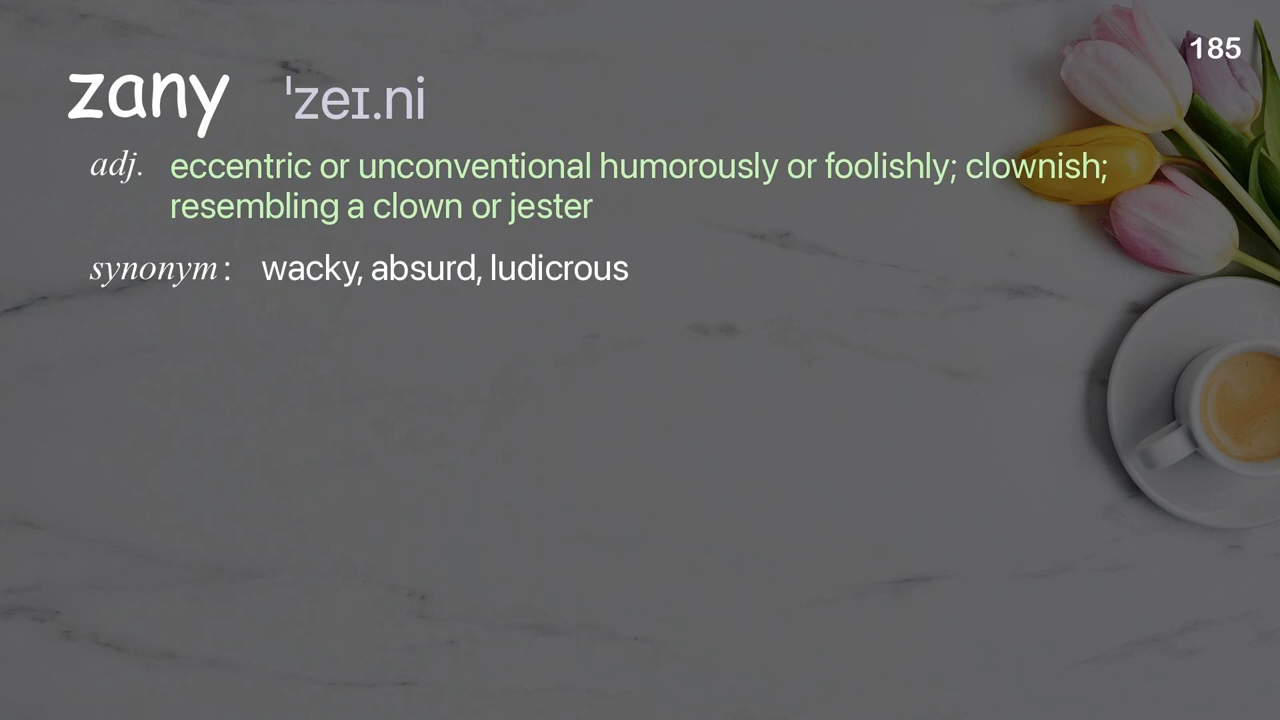 185
zany ˈzeɪ.ni
adj. eccentric or unconventional humorously or foolishly; clownish;
resembling a clown or jester
synonym: wacky, absurd, ludicrous